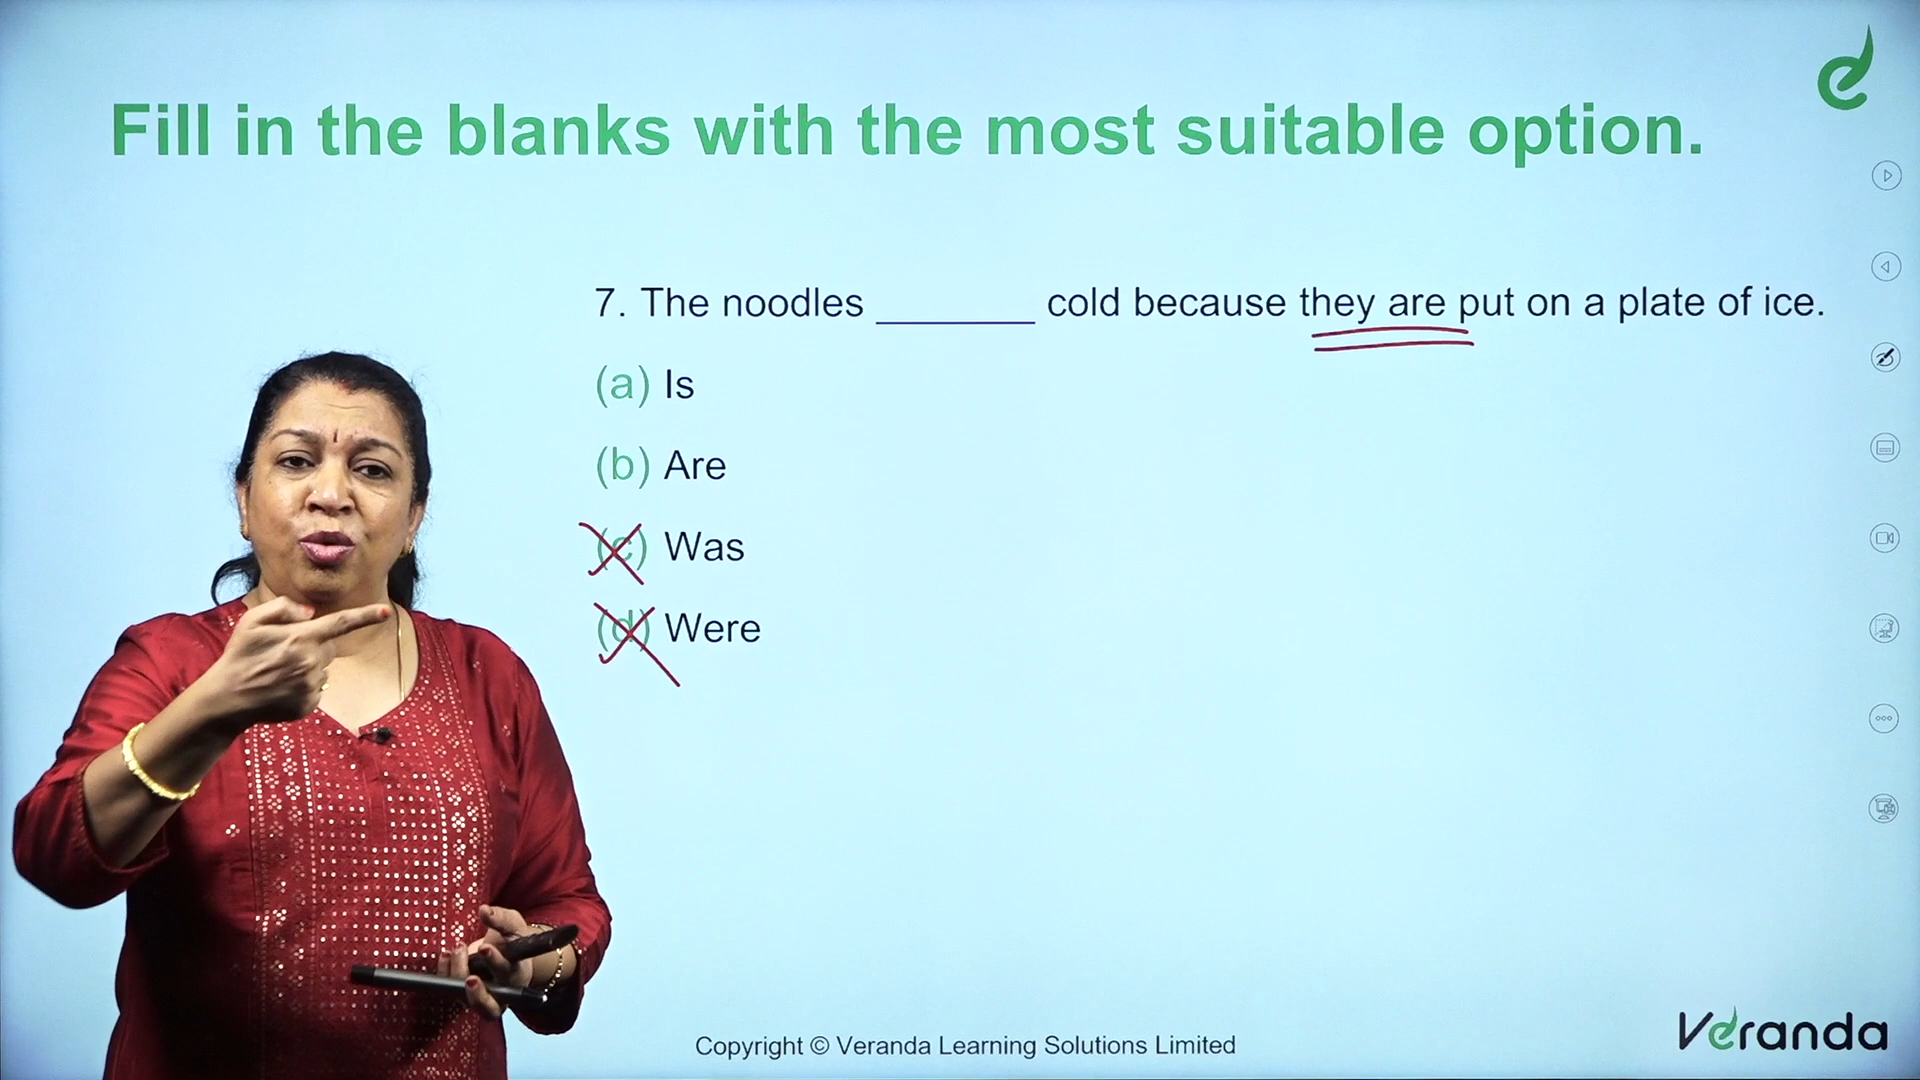 Fill in the blanks with the most suitable option.
7. The noodles ________ cold because they are put on a plate of ice.
(a) Is
(b) Are
(c) Was
(d) Were
Copyright © Veranda Learning Solutions Limited
Veranda